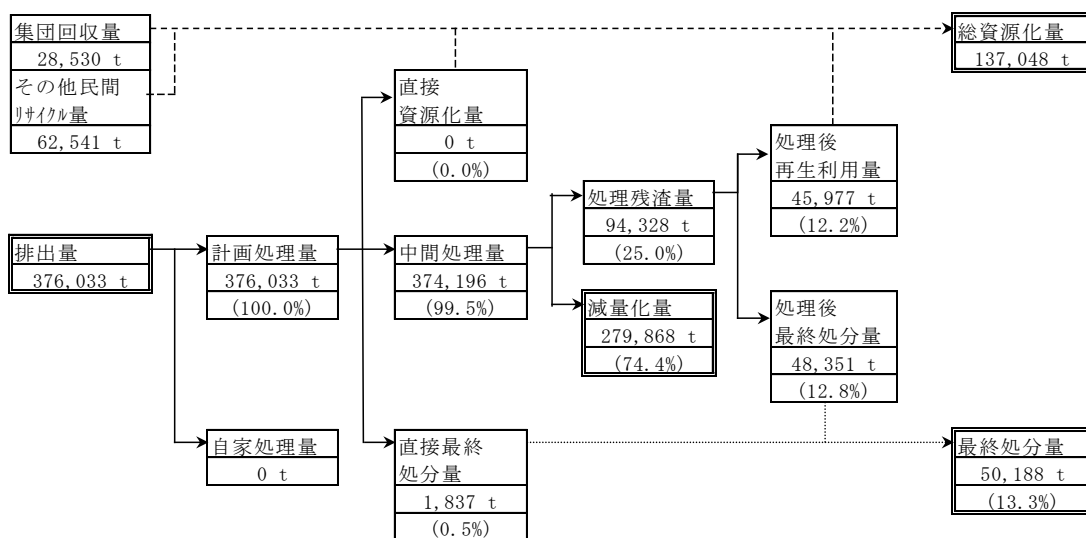 集団回収量
28,530 t
その他民間
ﾘｻｲｸﾙ量
62,541 t
総資源化量
137,048 t
直接
資源化量
0 t
(0.0%)
処理後
再生利用量
45,977 t
(12.2%)
処理残渣量
94,328 t
(25.0%)
排出量
376,033 t
計画処理量
376,033 t
(100.0%)
中間処理量
374,196 t
(99.5%)
減量化量
279,868 t
(74.4%)
処理後
最終処分量
48,351 t
(12.8%)
自家処理量
0 t
直接最終
処分量
1,837 t
(0.5%)
最終処分量
50,188 t
(13.3%)